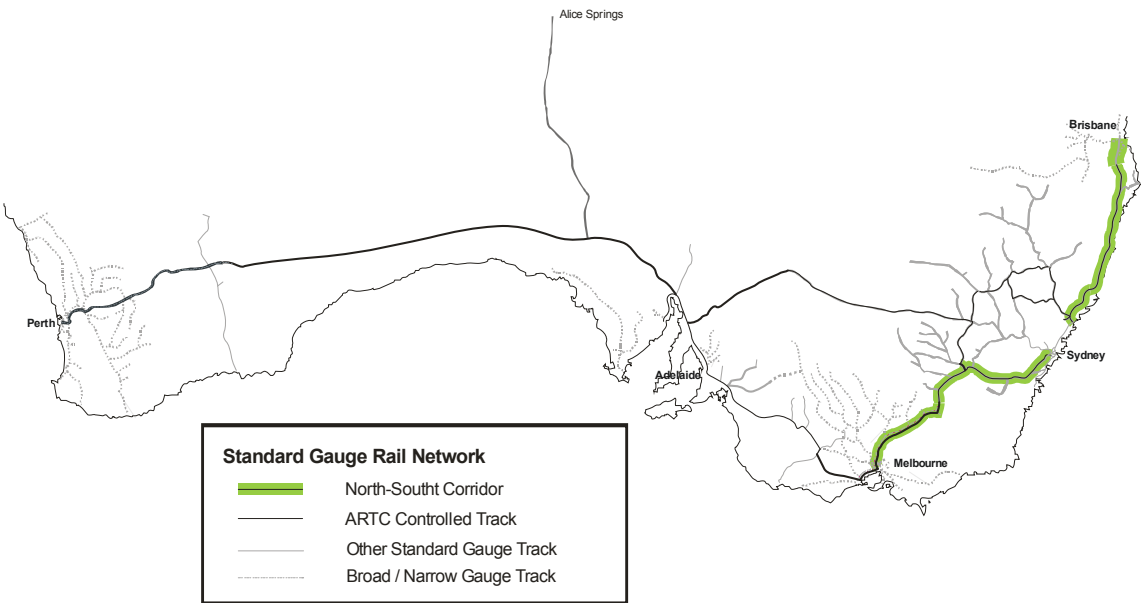 Alice Springs
Brisbane
Perth
Sydney
Adelaide
Melbourne
Standard Gauge Rail Network
North-Southt Corridor
ARTC Controlled Track
Other Standard Gauge Track
Broad / Narrow Gauge Track